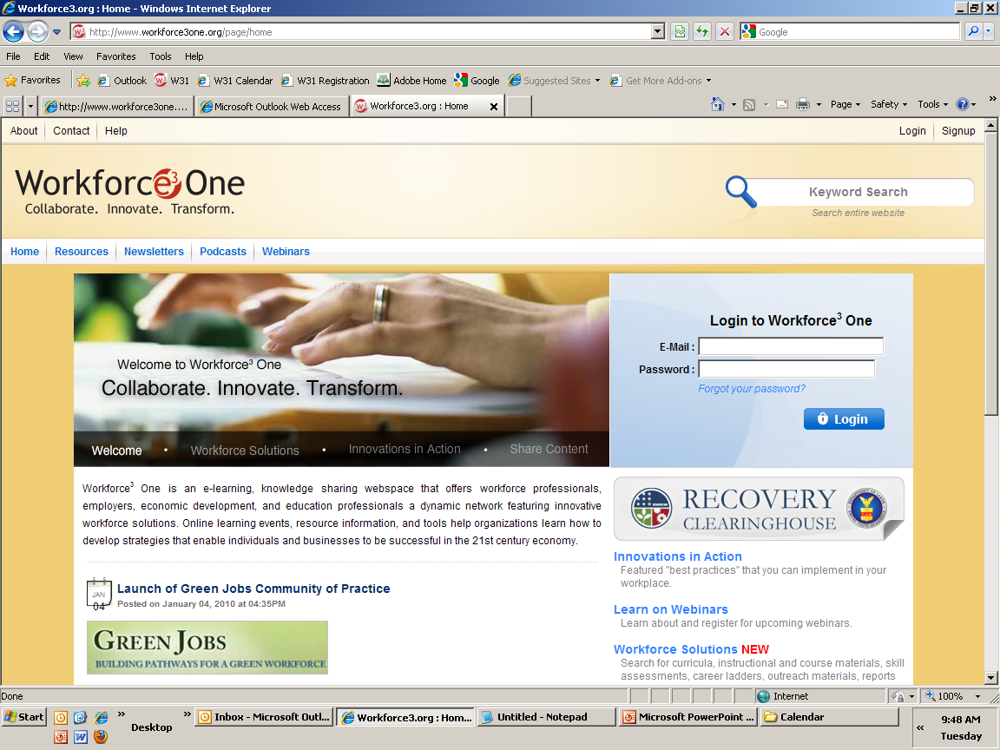 Workforce3.org : Home - Windows Internet Explorer
http://www.workforce3one.org/page/home
Google
File Edit View Favorites Tools Help
Favorites Outlook W31 W31 Calendar W31 Registration Adobe Home Google Suggested Sites Get More Add-ons
http://www.workforce3one.... Microsoft Outlook Web Access Workforce3.org : Home Page Safety Tools »
About Contact Help Login Signup
Workforce3 One
Collaborate. Innovate. Transform.
Keyword Search
Search entire website
Home Resources Newsletters Podcasts Webinars
Welcome to Workforce³ One
Collaborate. Innovate. Transform.
Welcome • Workforce Solutions • Innovations in Action • Share Content
Login to Workforce³ One
E-Mail :
Password :
Forgot your password?
Login
Workforce³ One is an e-learning, knowledge sharing webspace that offers workforce professionals,
employers, economic development, and education professionals a dynamic network featuring innovative
workforce solutions. Online learning events, resource information, and tools help organizations learn how to
develop strategies that enable individuals and businesses to be successful in the 21st century economy.
JAN
04
Launch of Green Jobs Community of Practice
Posted on January 04, 2010 at 04:35PM
GREEN JOBS
BUILDING PATHWAYS FOR A GREEN WORKFORCE
RECOVERY
CLEARINGHOUSE
Innovations in Action
Featured "best practices" that you can implement in your
workplace.
Learn on Webinars
Learn about and register for upcoming webinars.
Workforce Solutions NEW
Search for curricula, instructional and course materials, skill
assessments, career ladders, outreach materials, reports
Done Internet 100%
Start » Desktop » Inbox - Microsoft Outl... Workforce3.org : Hom... Untitled - Notepad Microsoft PowerPoint ... Calendar « 9:48 AM
Tuesday